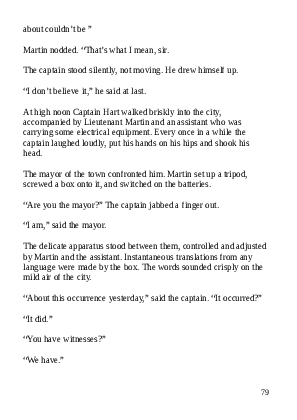 about couldn't be ”
Martin nodded. “That's what I mean, sir.
The captain stood silently, not moving. He drew himself up.
“I don't believe it,” he said at last.
At high noon Captain Hart walked briskly into the city,
accompanied by Lieutenant Martin and an assistant who was
carrying some electrical equipment. Every once in a while the
captain laughed loudly, put his hands on his hips and shook his
head.
The mayor of the town confronted him. Martin set up a tripod,
screwed a box onto it, and switched on the batteries.
“Are you the mayor?” The captain jabbed a finger out.
“I am,” said the mayor.
The delicate apparatus stood between them, controlled and adjusted
by Martin and the assistant. Instantaneous translations from any
language were made by the box. The words sounded crisply on the
mild air of the city.
“About this occurrence yesterday,” said the captain. “It occurred?”
“It did.”
“You have witnesses?”
“We have.”
79